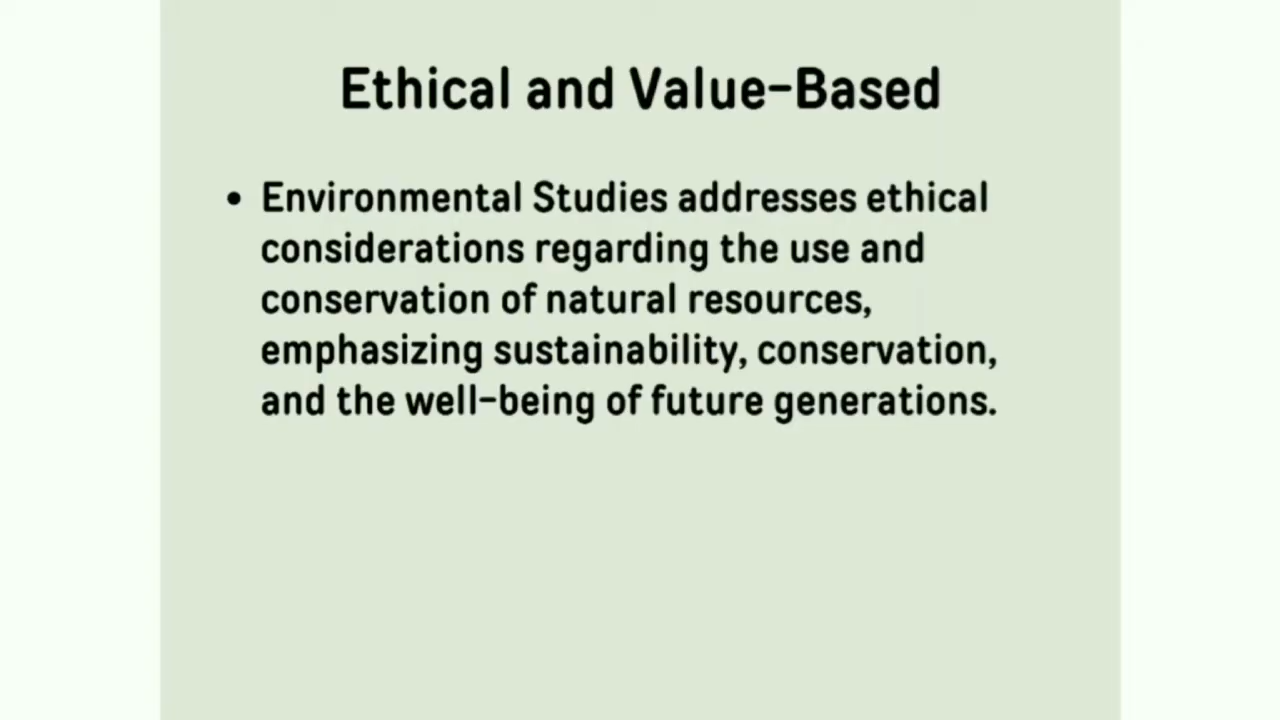 Ethical and Value-Based
• Environmental Studies addresses ethical
considerations regarding the use and
conservation of natural resources,
emphasizing sustainability, conservation,
and the well-being of future generations.